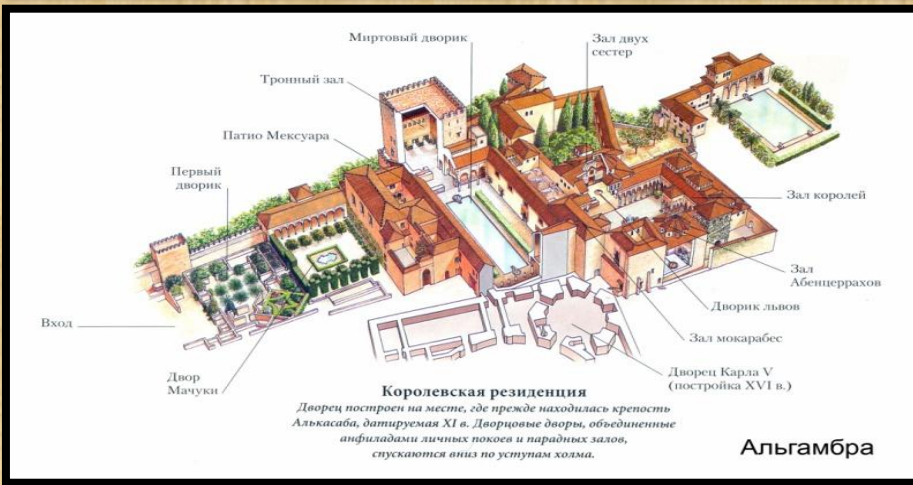 Миртовый дворик
Зал двух
сестер
Тронный зал
Патио Мексуара
Первый
дворик
Зал королей
Зал
Абенцеррахов
Вход
Дворик львов
Зал мокарабес
Двор
Мачуки
Дворец Карла V
(постройка XVI в.)
Королевская резиденция
Дворец построен на месте, где прежде находилась крепость
Алькасаба, датируемая XI в. Дворцовые дворы, объединенные
анфиладами личных покоев и парадных залов,
спускаются вниз по уступам холма.
Альгамбра